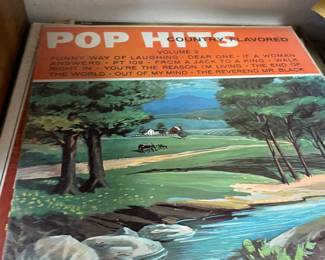 POP HITS
COUNTRY FLAVORED
VOLUME 2
FUNNY WAY OF LAUGHING - DEAR ONE - IF A WOMAN
ANSWERS - PT 109 - FROM A JACK TO A KING - WALK
RIGHT IN - YOU'RE THE REASON I'M LIVING - THE END OF
THE WORLD - OUT OF MY MIND - THE REVEREND MR. BLACK